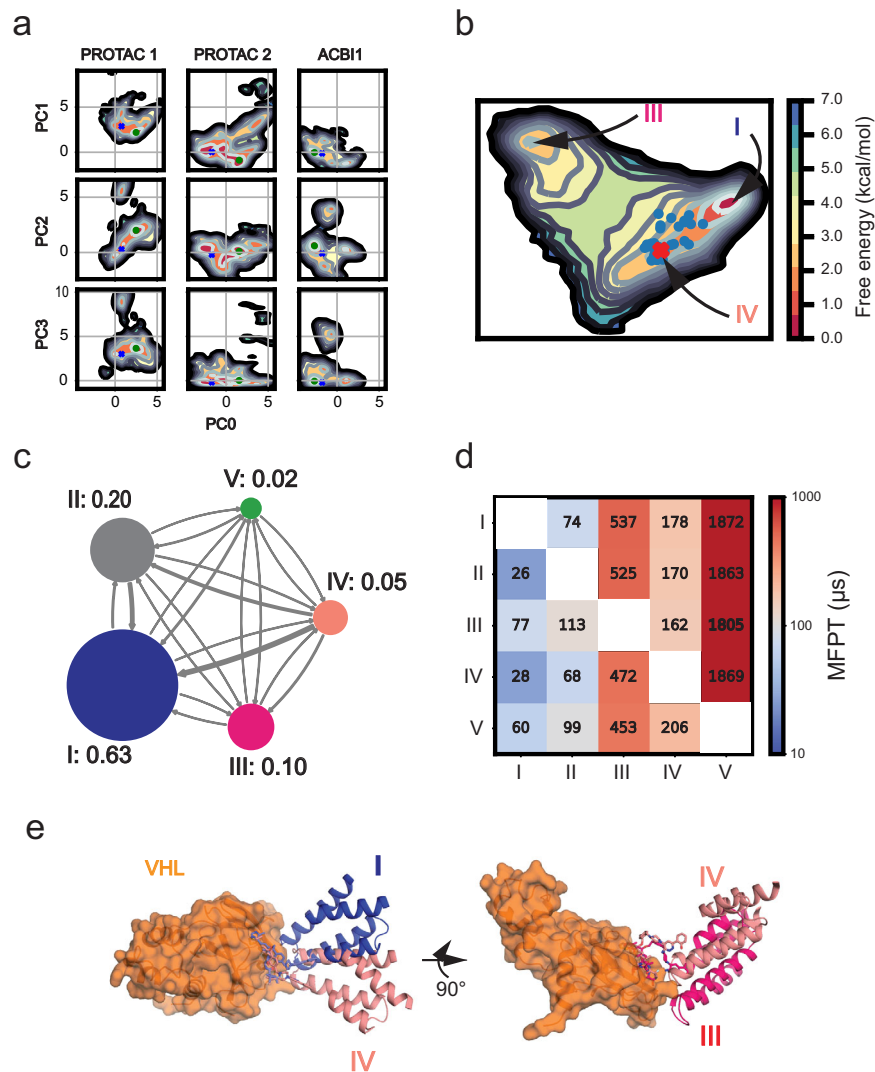 a
PROTAC 1 PROTAC 2 ACBI1
PC1
5
0
PC2
5
0
PC3
10
5
0
0 5 0 5 0 5
PC0
b
III
I
IV
7.0
6.0
5.0
4.0
3.0
2.0
1.0
0.0
Free energy (kcal/mol)
c
V: 0.02
II: 0.20
IV: 0.05
I: 0.63
III: 0.10
d
I 74 537 178 1872
II 26 525 170 1863
III 77 113 162 1805
IV 28 68 472 1869
V 60 99 453 206
I II III IV V
1000
100
10
MFPT (μs)
e
VHL
I
IV
90°
IV
III